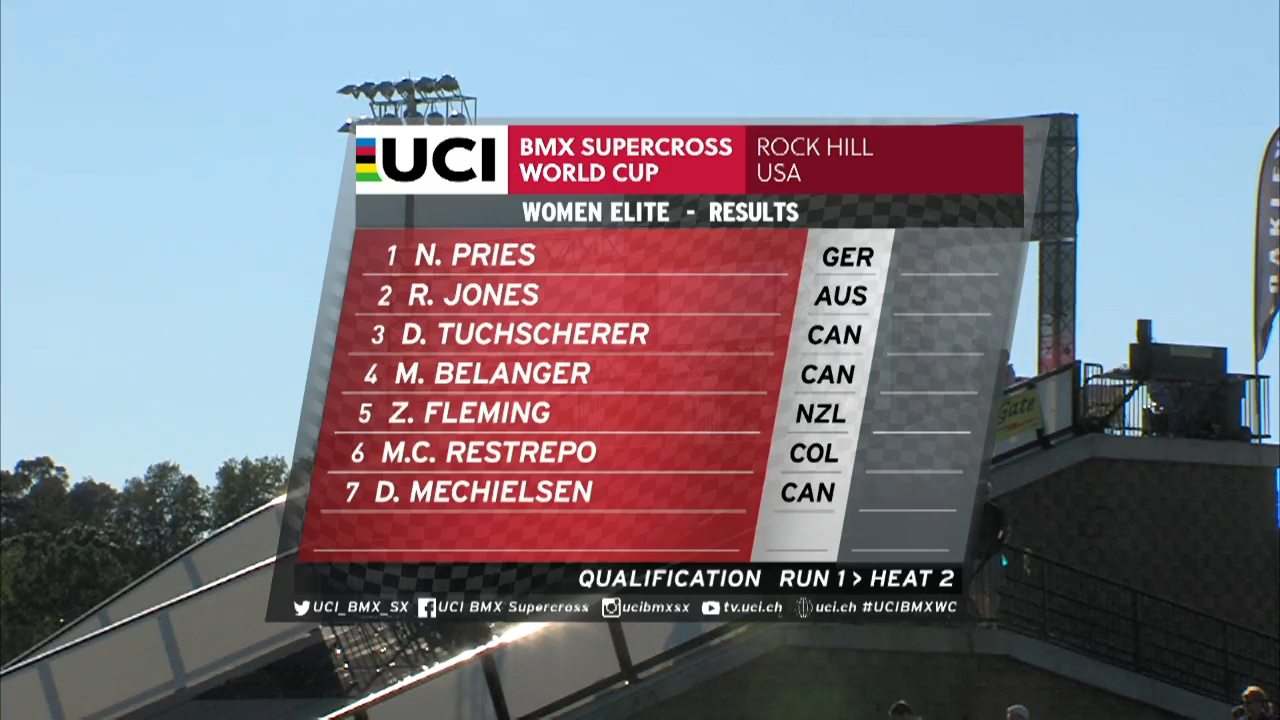 UCI
BMX SUPERCROSS
WORLD CUP
ROCK HILL
USA
WOMEN ELITE - RESULTS
1 N. PRIES GER
2 R. JONES AUS
3 D. TUCHSCHERER CAN
4 M. BELANGER CAN
5 Z. FLEMING NZL
6 M.C. RESTREPO COL
7 D. MECHIELSEN CAN
QUALIFICATION RUN 1 > HEAT 2
UCI_BMX_SX UCI BMX Supercross ucibmxsx tv.uci.ch uci.ch #UCIBMXWC
Gate